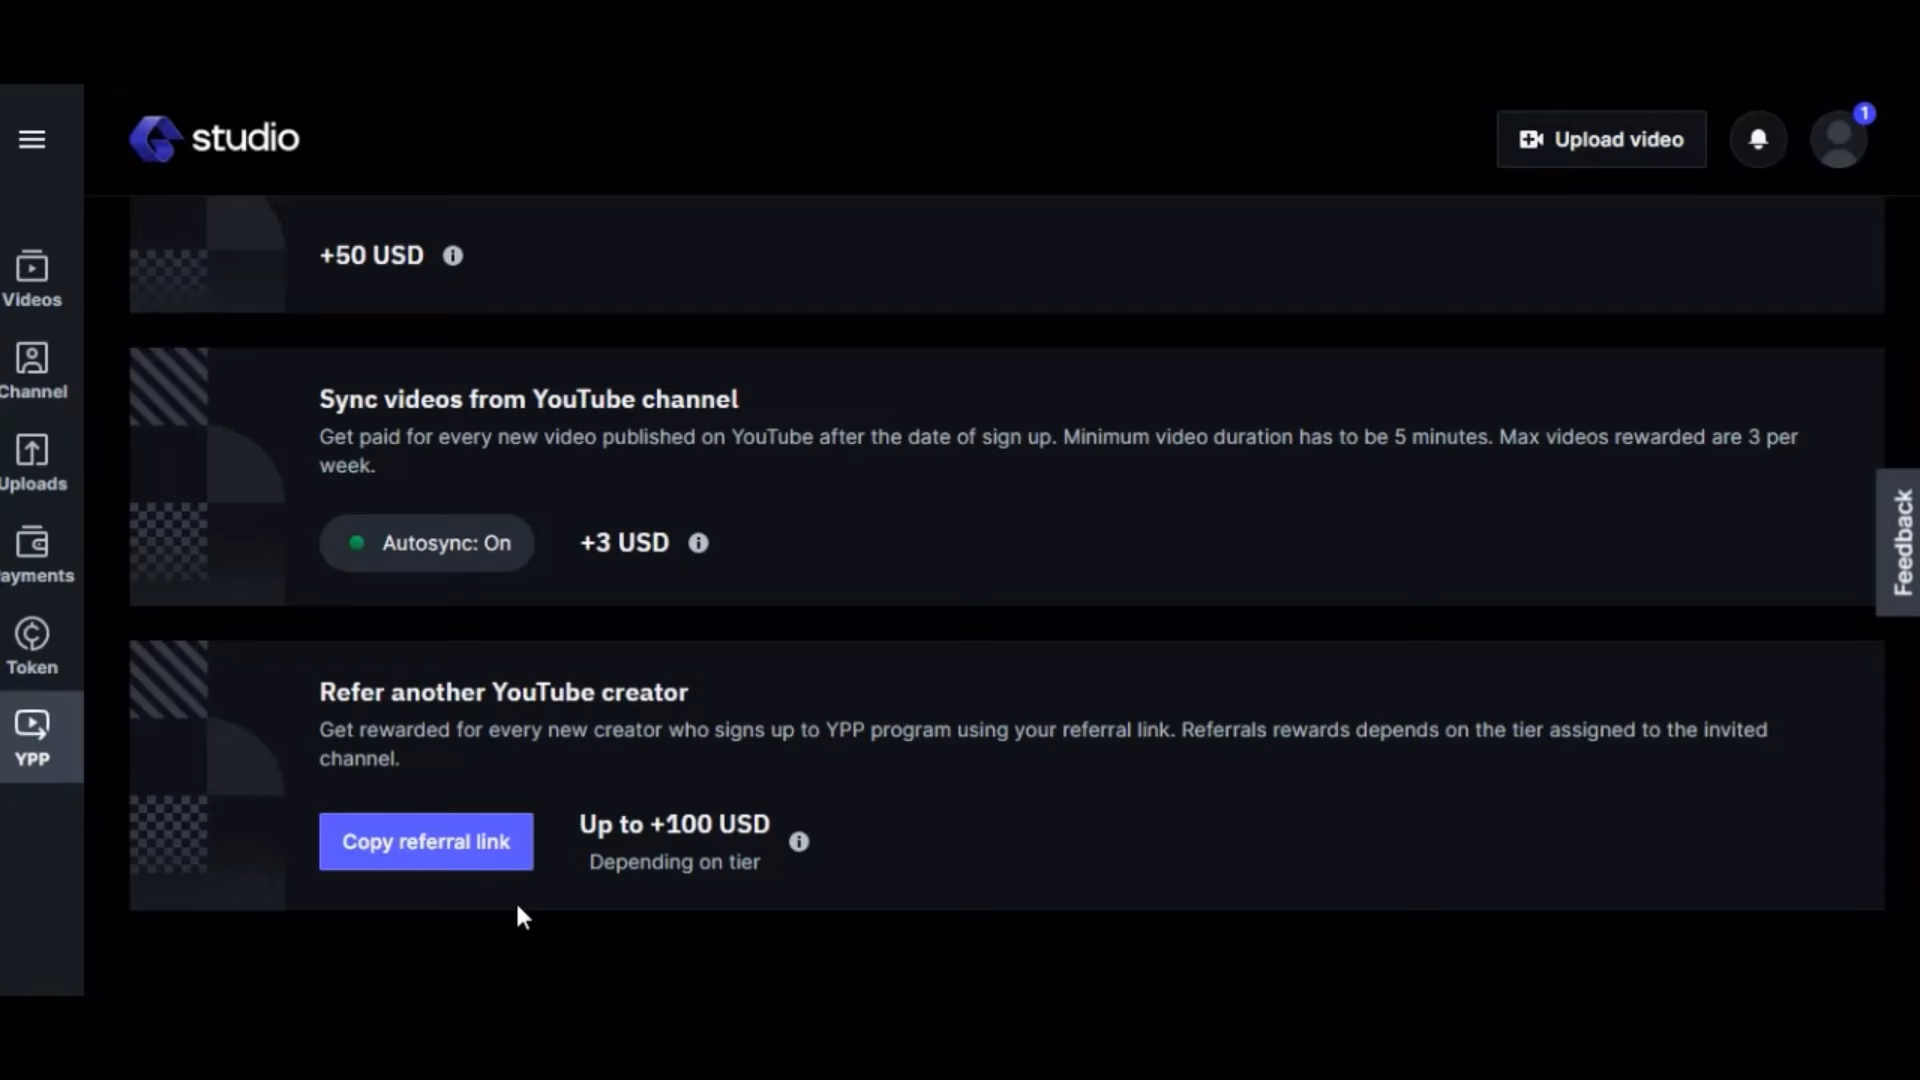 studio
Upload video
1
Videos
Channel
Uploads
ayments
Token
YPP
+50 USD
Sync videos from YouTube channel
Get paid for every new video published on YouTube after the date of sign up. Minimum video duration has to be 5 minutes. Max videos rewarded are 3 per
week.
Autosync: On
+3 USD
Refer another YouTube creator
Get rewarded for every new creator who signs up to YPP program using your referral link. Referrals rewards depends on the tier assigned to the invited
channel.
Copy referral link
Up to +100 USD
Depending on tier
Feedback